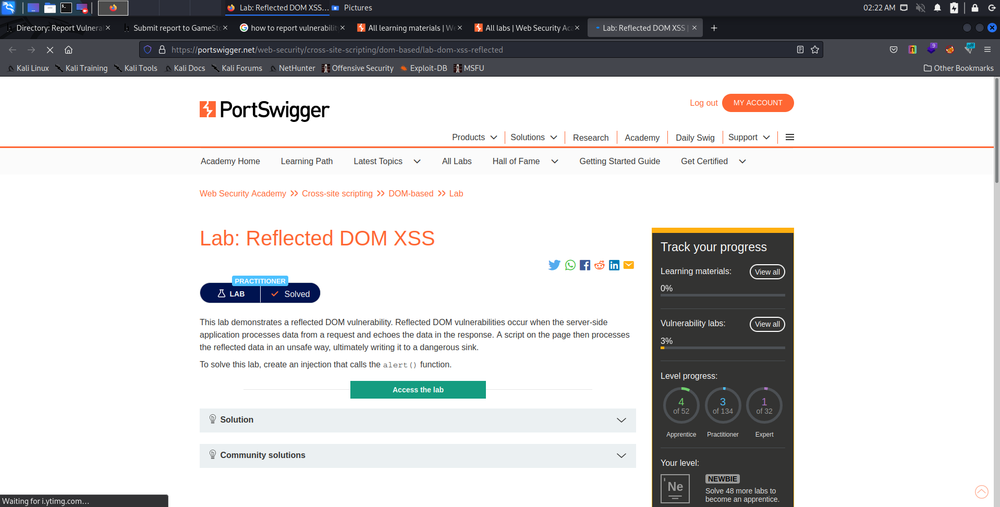 Lab: Reflected DOM XSS...
Pictures
02:22 AM
Directory: Report Vulnera
Submit report to GameSto
how to report vulnerability
All learning materials | We
All labs | Web Security Aca
Lab: Reflected DOM XSS |
https://portswigger.net/web-security/cross-site-scripting/dom-based/lab-dom-xss-reflected
9
off
Kali Linux
Kali Training
Kali Tools
Kali Docs
Kali Forums
NetHunter
Offensive Security
Exploit-DB
MSFU
Other Bookmarks
PortSwigger
Log out
MY ACCOUNT
Products
Solutions
Research
Academy
Daily Swig
Support
Academy Home
Learning Path
Latest Topics
All Labs
Hall of Fame
Getting Started Guide
Get Certified
Web Security Academy
Cross-site scripting
DOM-based
Lab
Lab: Reflected DOM XSS
PRACTITIONER
LAB
Solved
This lab demonstrates a reflected DOM vulnerability. Reflected DOM vulnerabilities occur when the server-side
application processes data from a request and echoes the data in the response. A script on the page then processes
the reflected data in an unsafe way, ultimately writing it to a dangerous sink.
To solve this lab, create an injection that calls the alert() function.
Access the lab
Solution
Community solutions
Track your progress
Learning materials:
View all
0%
Vulnerability labs:
View all
3%
Level progress:
4
of 52
3
of 134
1
of 32
Apprentice
Practitioner
Expert
Your level:
Ne
NEWBIE
Solve 48 more labs to
become an apprentice.
Waiting for i.ytimg.com...